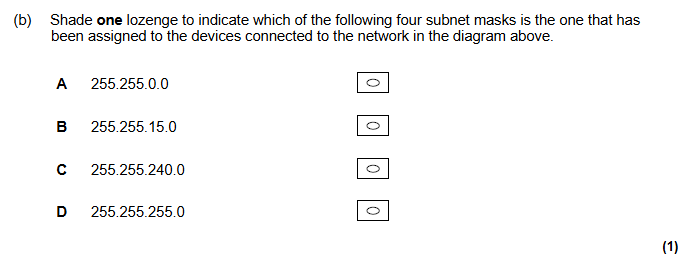 (b) Shade one lozenge to indicate which of the following four subnet masks is the one that has
been assigned to the devices connected to the network in the diagram above.
A 255.255.0.0
B 255.255.15.0
C 255.255.240.0
D 255.255.255.0
(1)